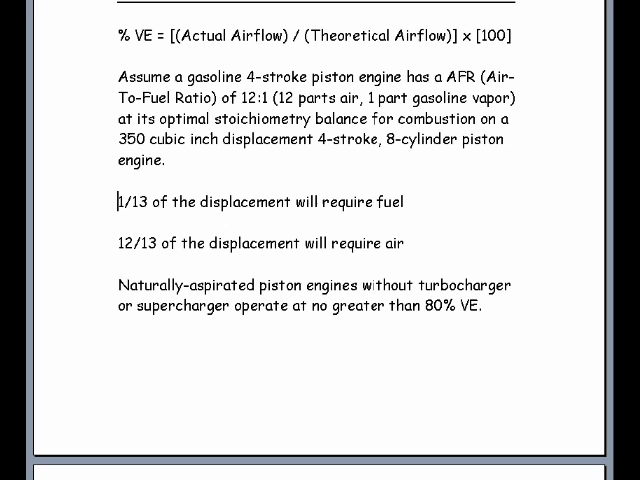 % VE = [(Actual Airflow) / (Theoretical Airflow)] x [100]
Assume a gasoline 4-stroke piston engine has a AFR (Air-
To-Fuel Ratio) of 12:1 (12 parts air, 1 part gasoline vapor)
at its optimal stoichiometry balance for combustion on a
350 cubic inch displacement 4-stroke, 8-cylinder piston
engine.
1/13 of the displacement will require fuel
12/13 of the displacement will require air
Naturally-aspirated piston engines without turbocharger
or supercharger operate at no greater than 80% VE.